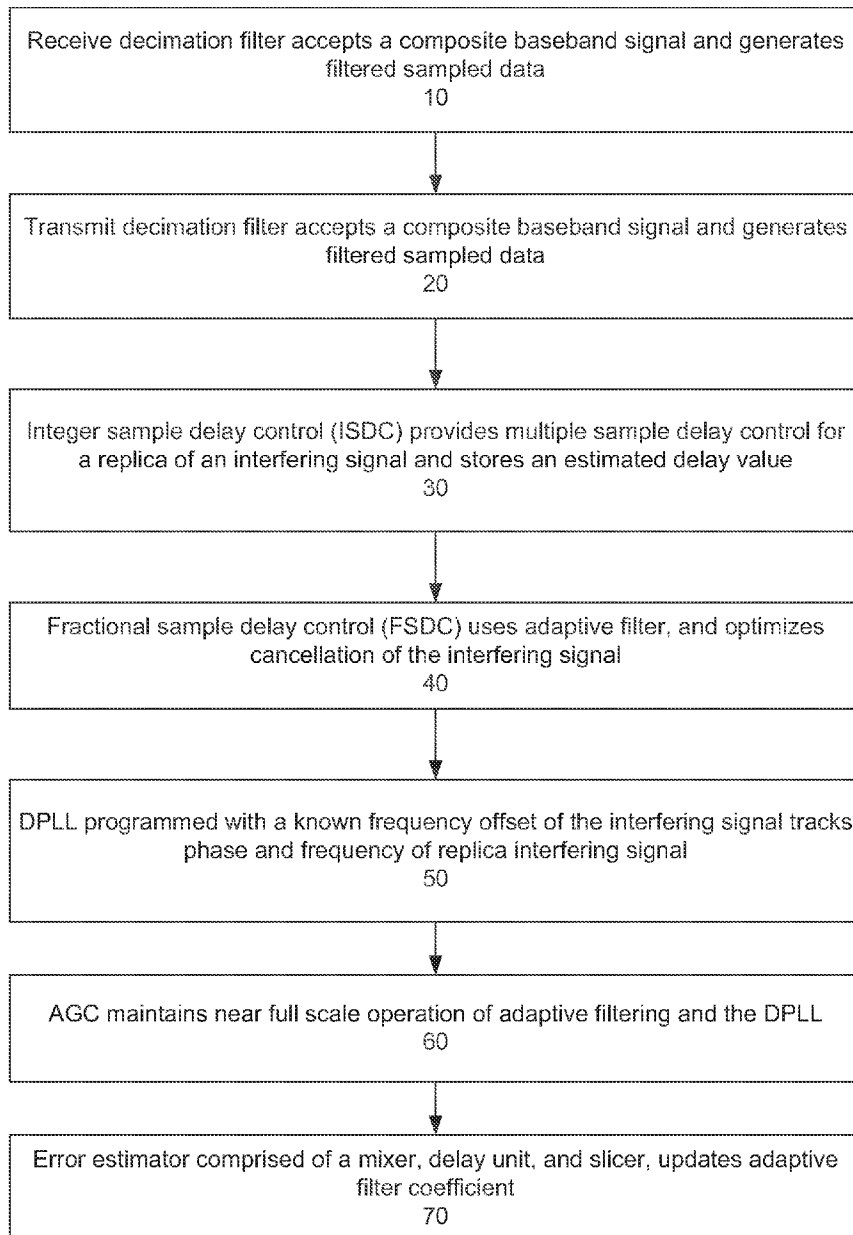 Receive decimation filter accepts a composite baseband signal and generates
filtered sampled data
10
Transmit decimation filter accepts a composite baseband signal and generates
filtered sampled data
20
Integer sample delay control (ISDC) provides multiple sample delay control for
a replica of an interfering signal and stores an estimated delay value
30
Fractional sample delay control (FSDC) uses adaptive filter, and optimizes
cancellation of the interfering signal
40
DPLL programmed with a known frequency offset of the interfering signal tracks
phase and frequency of replica interfering signal
50
AGC maintains near full scale operation of adaptive filtering and the DPLL
60
Error estimator comprised of a mixer, delay unit, and slicer, updates adaptive
filter coefficient
70